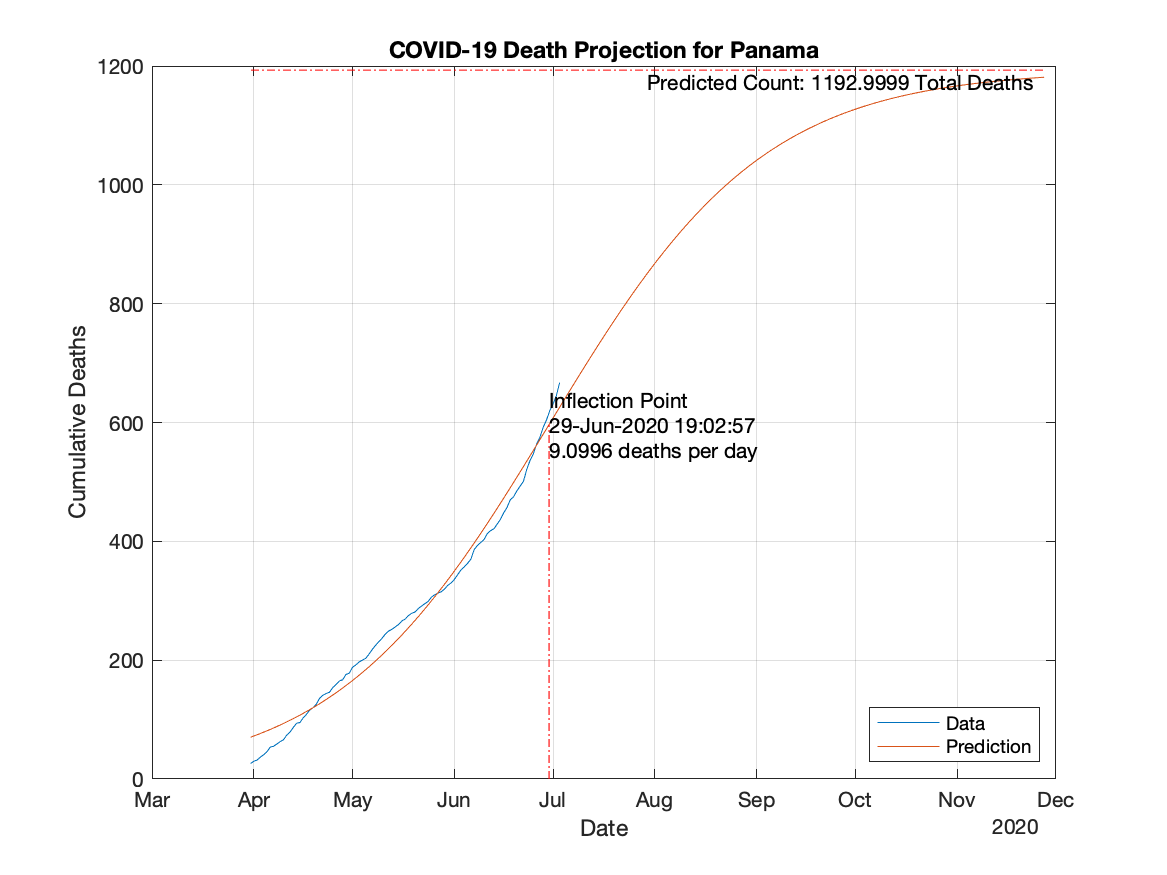 COVID-19 Death Projection for Panama
1200
Predicted Count: 1192.9999 Total Deaths
1000
800
600
400
200
0
Cumulative Deaths
Inflection Point
29-Jun-2020 19:02:57
9.0996 deaths per day
Data
Prediction
Mar Apr May Jun Jul Aug Sep Oct Nov Dec
Date
2020